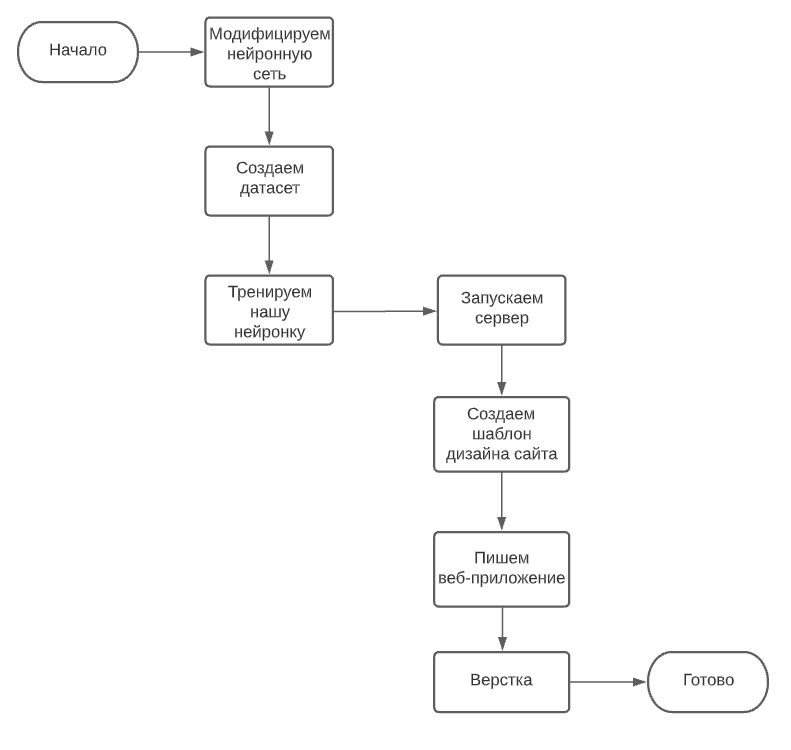 Начало
Модифицируем
нейронную
сеть
Создаем
датасет
Тренируем
нашу
нейронку
Запускаем
сервер
Создаем
шаблон
дизайна сайта
Пишем
веб-приложение
Верстка
Готово